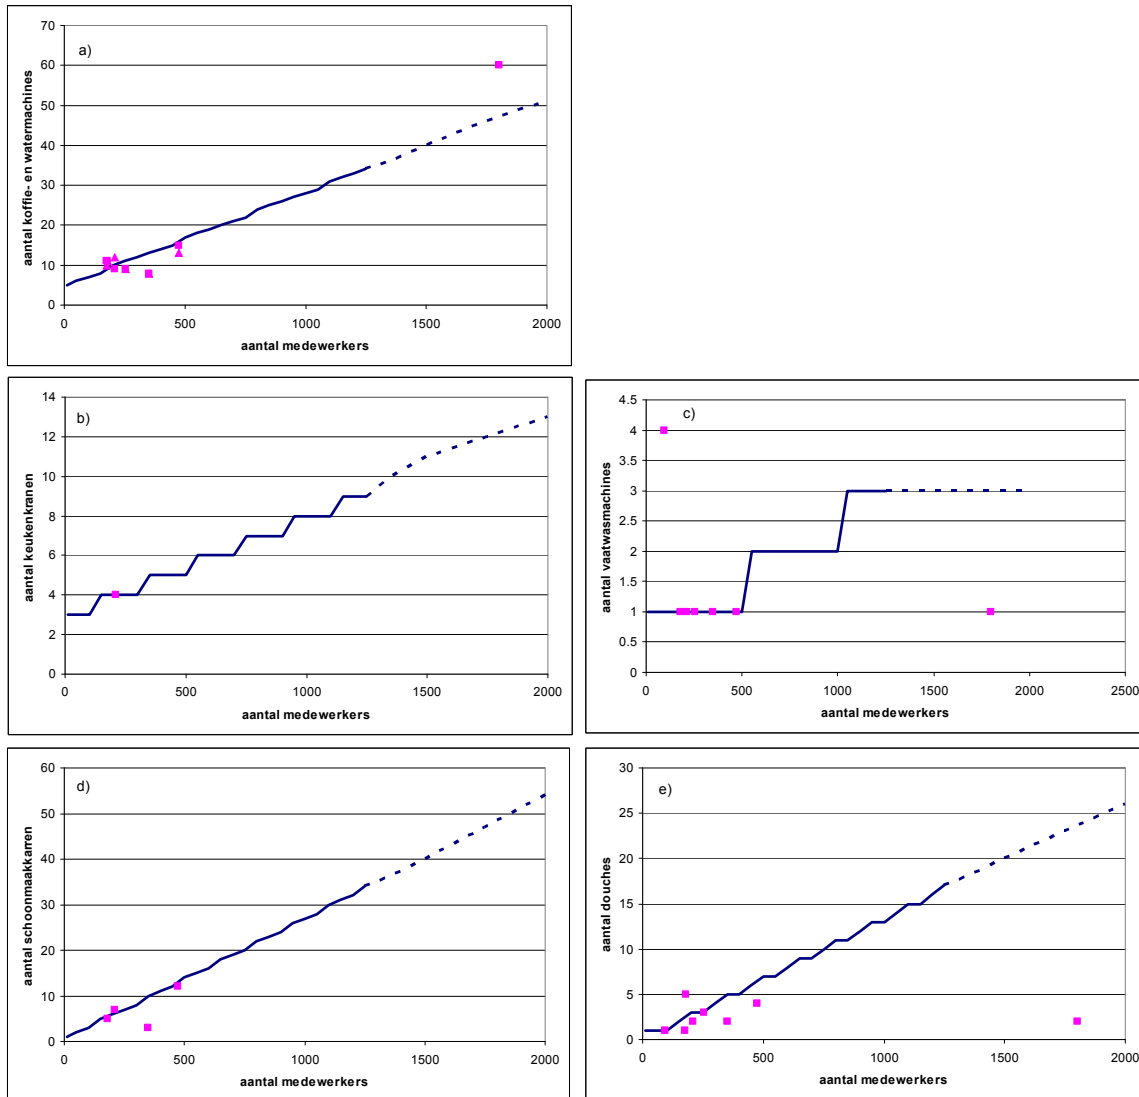 a)
aantal koffie- en watermachines
70
60
50
40
30
20
10
0
0 500 1000 1500 2000
aantal medewerkers
b)
aantal keukenkranen
14
12
10
8
6
4
2
0
0 500 1000 1500 2000
aantal medewerkers
c)
aantal vaatwasmachines
4.5
4
3.5
3
2.5
2
1.5
1
0.5
0
0 500 1000 1500 2000 2500
aantal medewerkers
d)
aantal schoonmaakkarren
60
50
40
30
20
10
0
0 500 1000 1500 2000
aantal medewerkers
e)
aantal douches
30
25
20
15
10
5
0
0 500 1000 1500 2000
aantal medewerkers